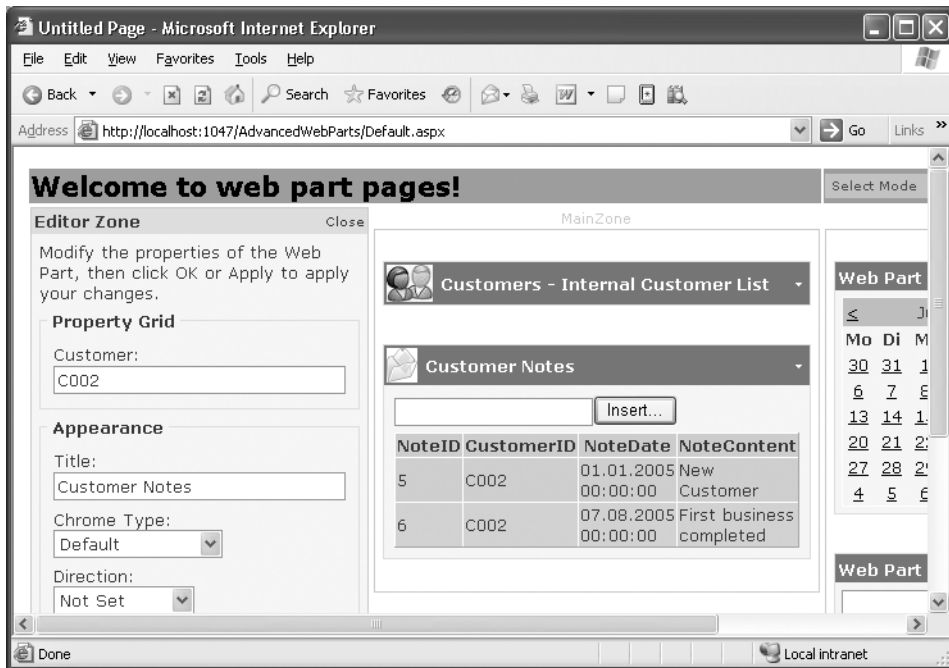 Untitled Page - Microsoft Internet Explorer
File Edit View Favorites Tools Help
Back Search Favorites
Address http://localhost:1047/AdvancedWebParts/Default.aspx Go Links »
Welcome to web part pages!
Select Mode
Editor Zone Close
Modify the properties of the Web
Part, then click OK or Apply to apply
your changes.
Property Grid
Customer:
C002
Appearance
Title:
Customer Notes
Chrome Type:
Default
Direction:
Not Set
MainZone
Customers - Internal Customer List
Customer Notes
Insert...
NoteID CustomerID NoteDate NoteContent
5 C002 01.01.2005 New
00:00:00 Customer
6 C002 07.08.2005 First business
00:00:00 completed
Web Part
<
Mo Di
30 31
6 7
13 14
20 21
27 28
4 5
Web Part
Done Local intranet